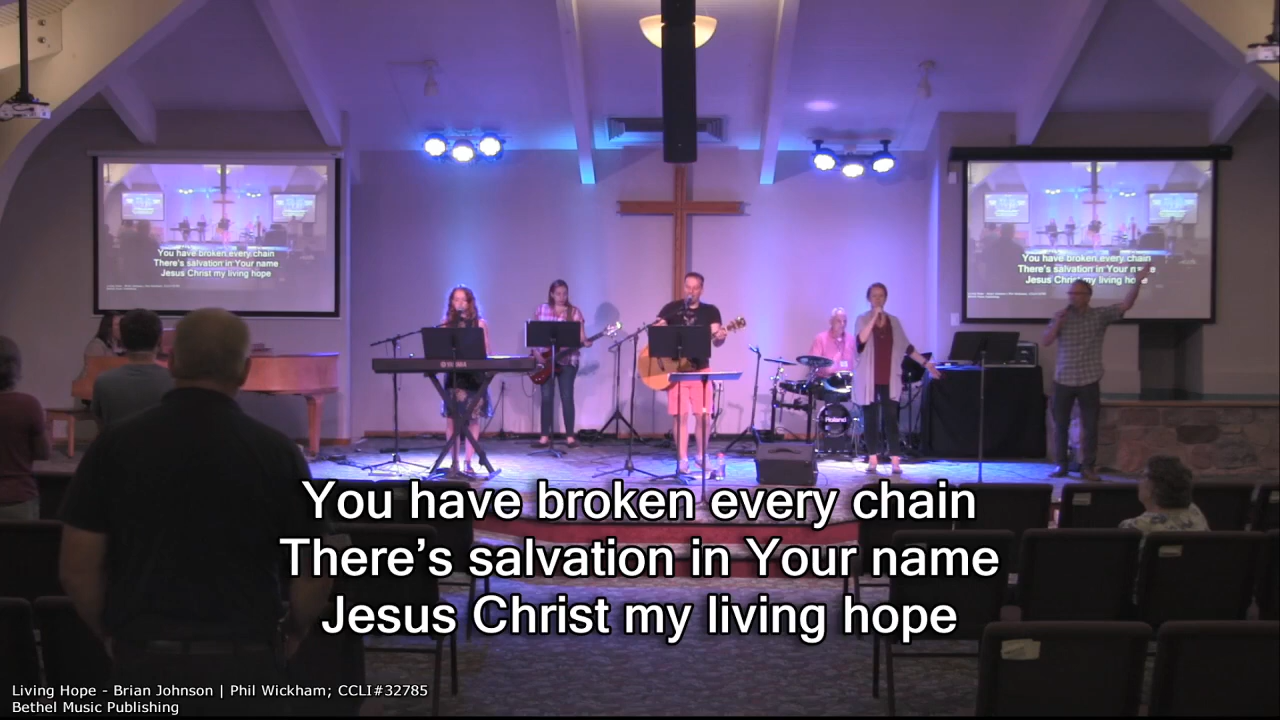 You have broken every chain
There's salvation in Your name
Jesus Christ my living hope
You have broken every chain
There's salvation in Your name
Jesus Christ my living
YAMAHA
Roland
You have broken every chain
There’s salvation in Your name
Jesus Christ my living hope
Living Hope - Brian Johnson | Phil Wickham; CCLI#32785
Bethel Music Publishing